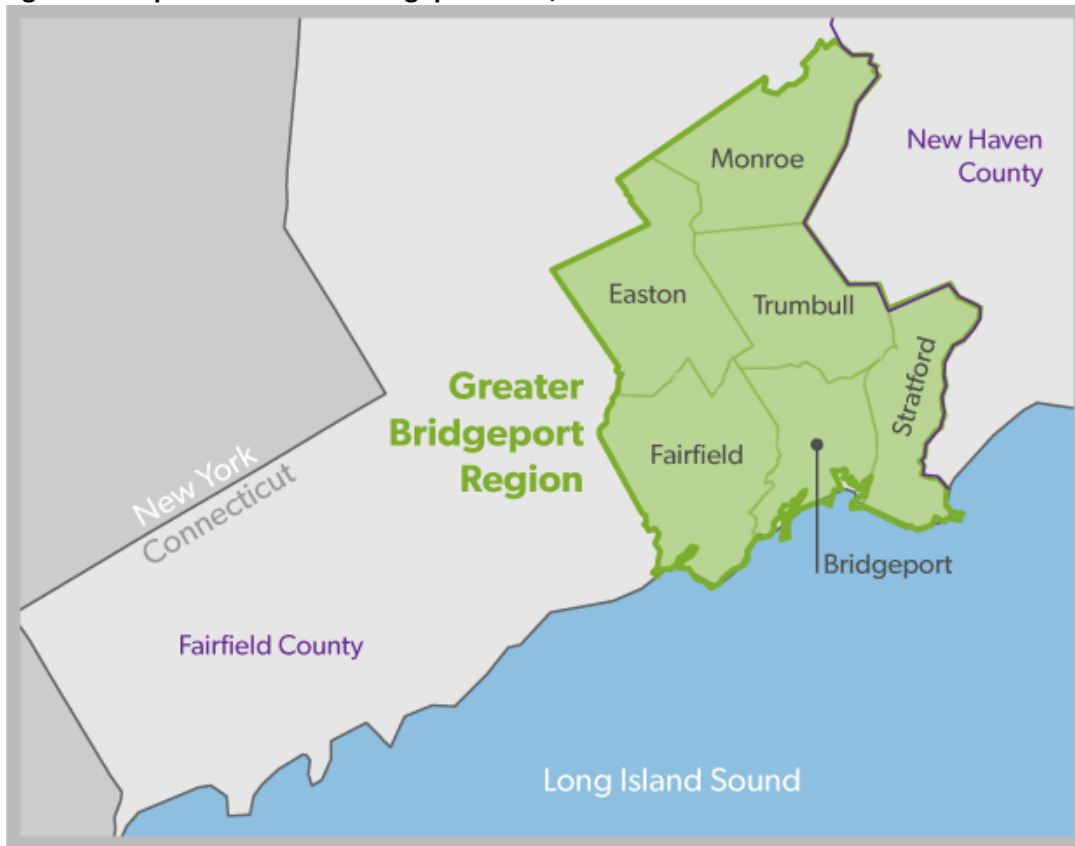 Monroe
New Haven
County
Easton
Trumbull
Stratford
Greater
Bridgeport
Region
Fairfield
New York
Connecticut
Bridgeport
Fairfield County
Long Island Sound